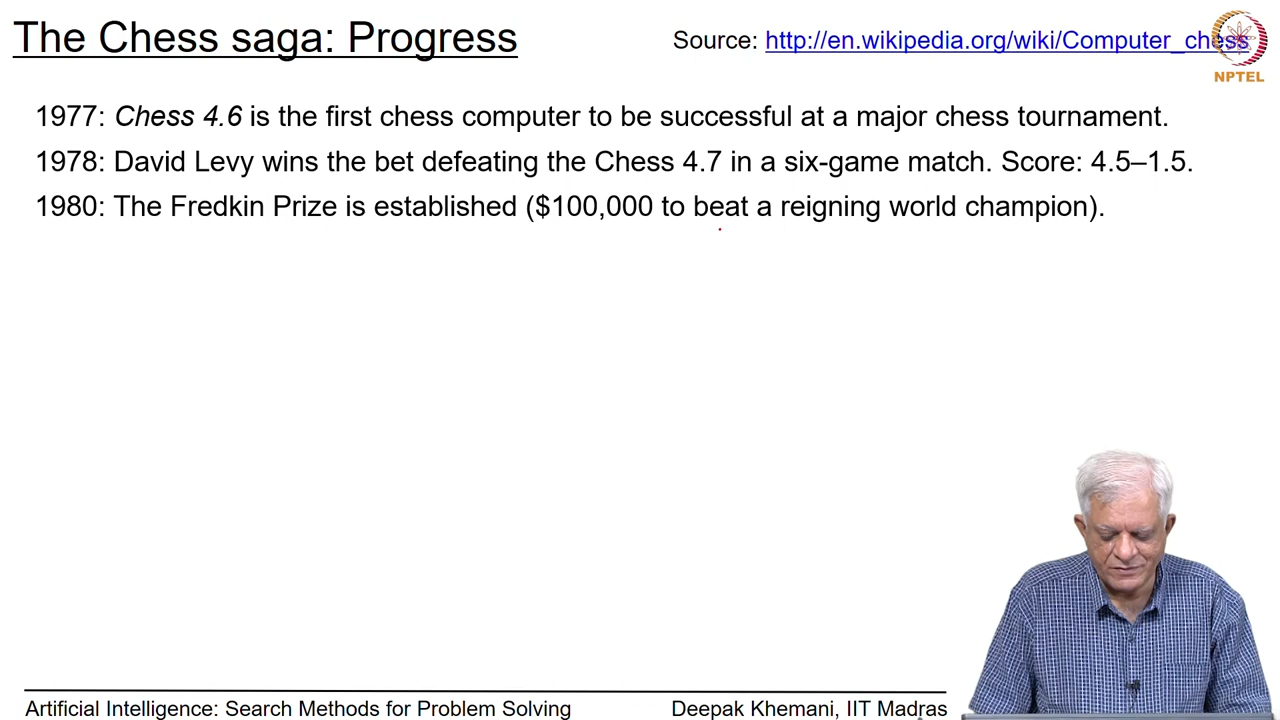 The Chess saga: Progress
Source: http://en.wikipedia.org/wiki/Computer_chess
NPTEL
1977: Chess 4.6 is the first chess computer to be successful at a major chess tournament.
1978: David Levy wins the bet defeating the Chess 4.7 in a six-game match. Score: 4.5–1.5.
1980: The Fredkin Prize is established ($100,000 to beat a reigning world champion).
Artificial Intelligence: Search Methods for Problem Solving
Deepak Khemani, IIT Madras